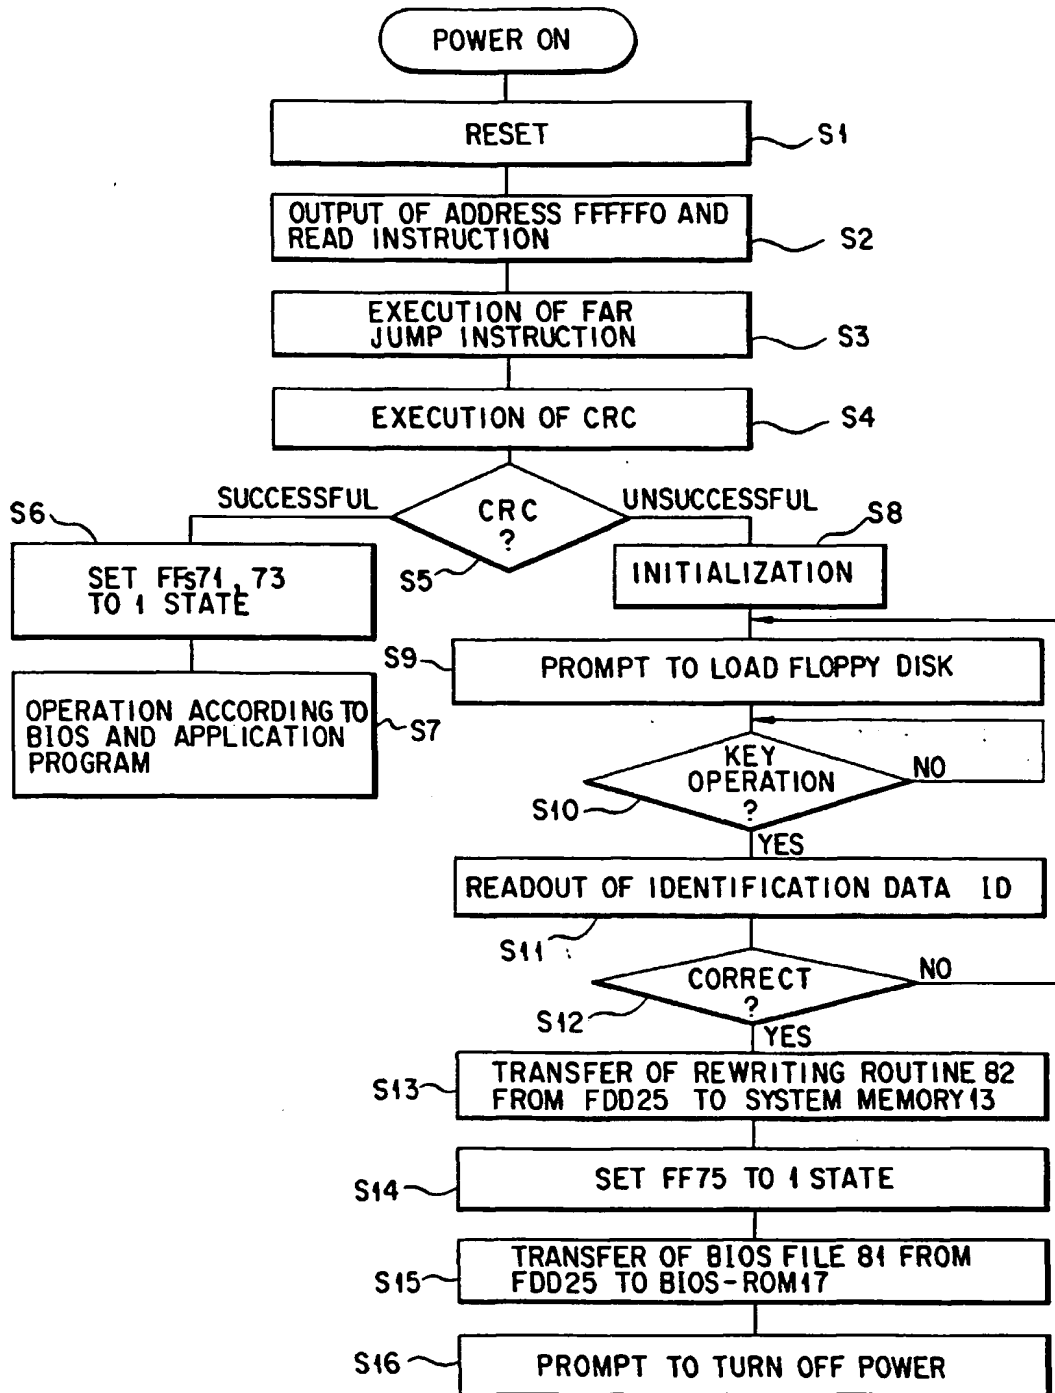 POWER ON
RESET
S1
OUTPUT OF ADDRESS FFFFF0 AND
READ INSTRUCTION
S2
EXECUTION OF FAR
JUMP INSTRUCTION
S3
EXECUTION OF CRC
S4
SUCCESSFUL
CRC
?
UNSUCCESSFUL
S5
S6
SET FFs71, 73
TO 1 STATE
S8
INITIALIZATION
OPERATION ACCORDING TO
BIOS AND APPLICATION
PROGRAM
S7
S9
PROMPT TO LOAD FLOPPY DISK
KEY
OPERATION
?
NO
S10
YES
READOUT OF IDENTIFICATION DATA ID
S11
CORRECT
?
NO
S12
YES
S13
TRANSFER OF REWRITING ROUTINE 82
FROM FDD25 TO SYSTEM MEMORY13
S14
SET FF75 TO 1 STATE
S15
TRANSFER OF BIOS FILE 81 FROM
FDD25 TO BIOS-ROM17
S16
PROMPT TO TURN OFF POWER